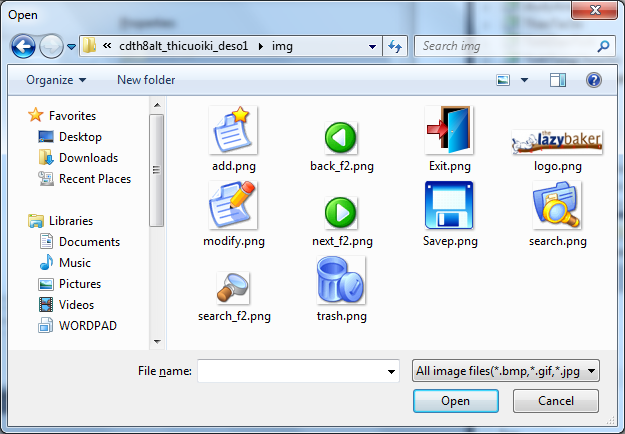 Open
cdth8alt_thicuoiki_deso1 img
Search img
Organize New folder
Favorites
Desktop
Downloads
Recent Places
Libraries
Documents
Music
Pictures
Videos
WORDPAD
add.png back_f2.png Exit.png logo.png
the
lazybaker
modify.png next_f2.png Savep.png search.png
search_f2.png trash.png
File name:
All image files(*.bmp,*.gif,*.jpg
Open Cancel